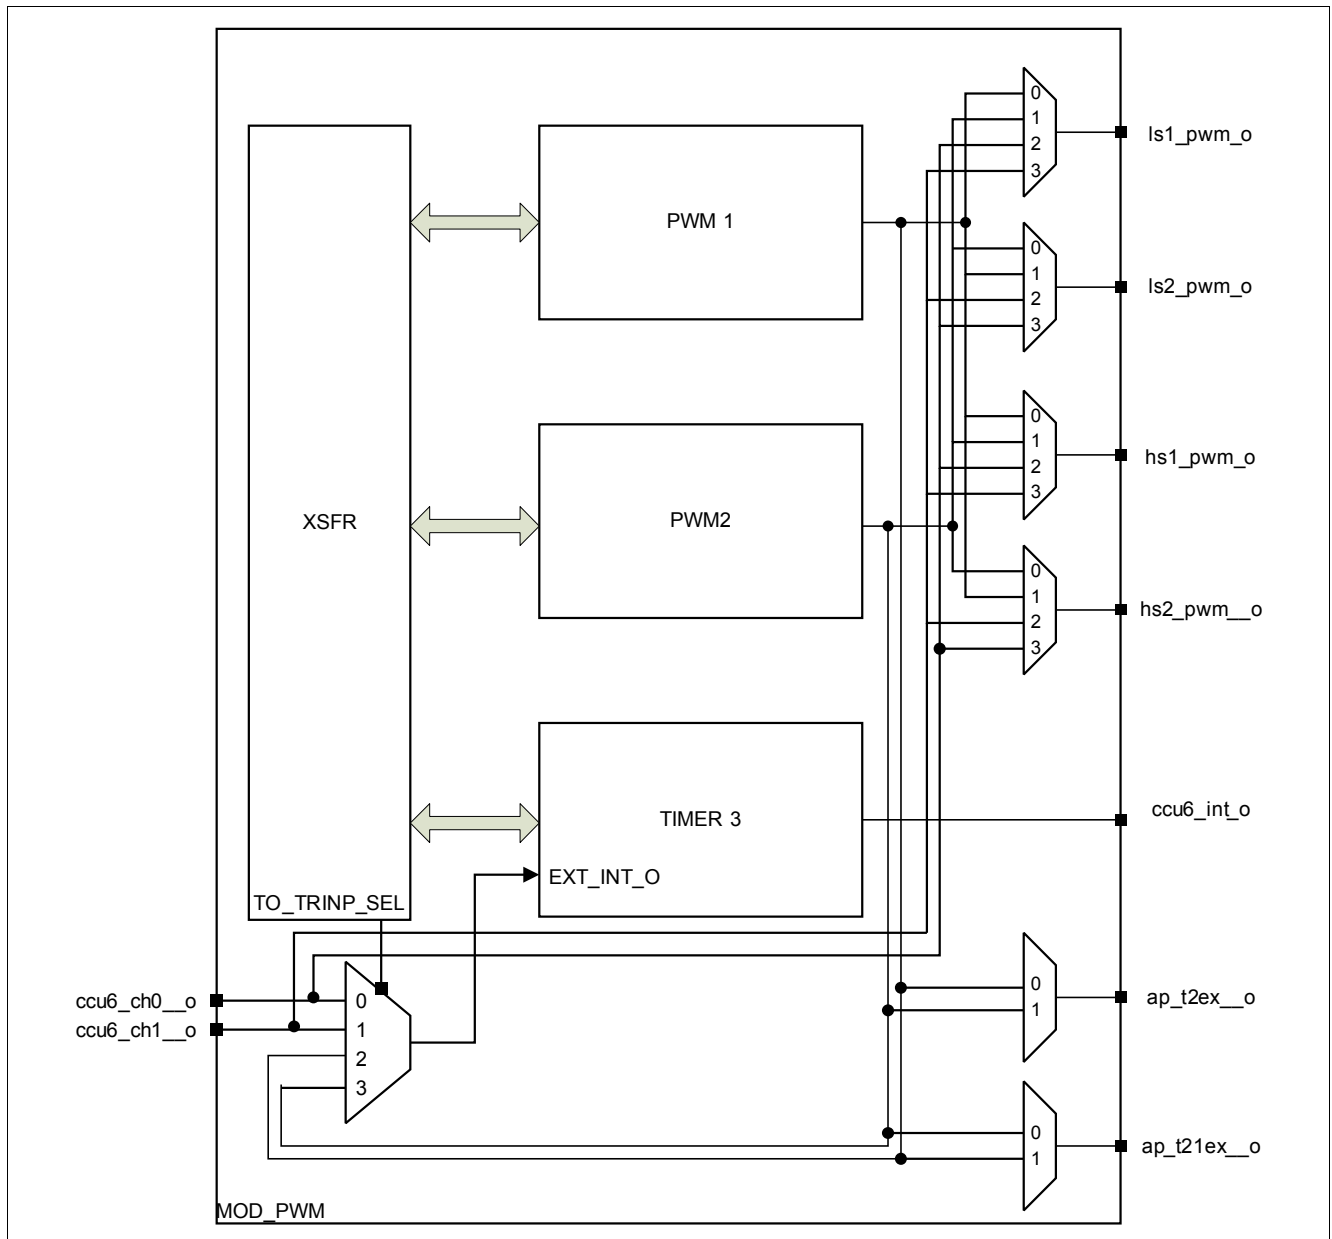 0
1
2
3
ls1_pwm_o
PWM 1
0
1
2
3
ls2_pwm_o
0
1
2
3
hs1_pwm_o
XSFR
PWM2
0
1
2
3
hs2_pwm__o
TIMER 3
ccu6_int_o
EXT_INT_O
TO_TRINP_SEL
ccu6_ch0__o
ccu6_ch1__o
0
1
2
3
0
1
ap_t2ex__o
0
1
ap_t21ex__o
MOD_PWM